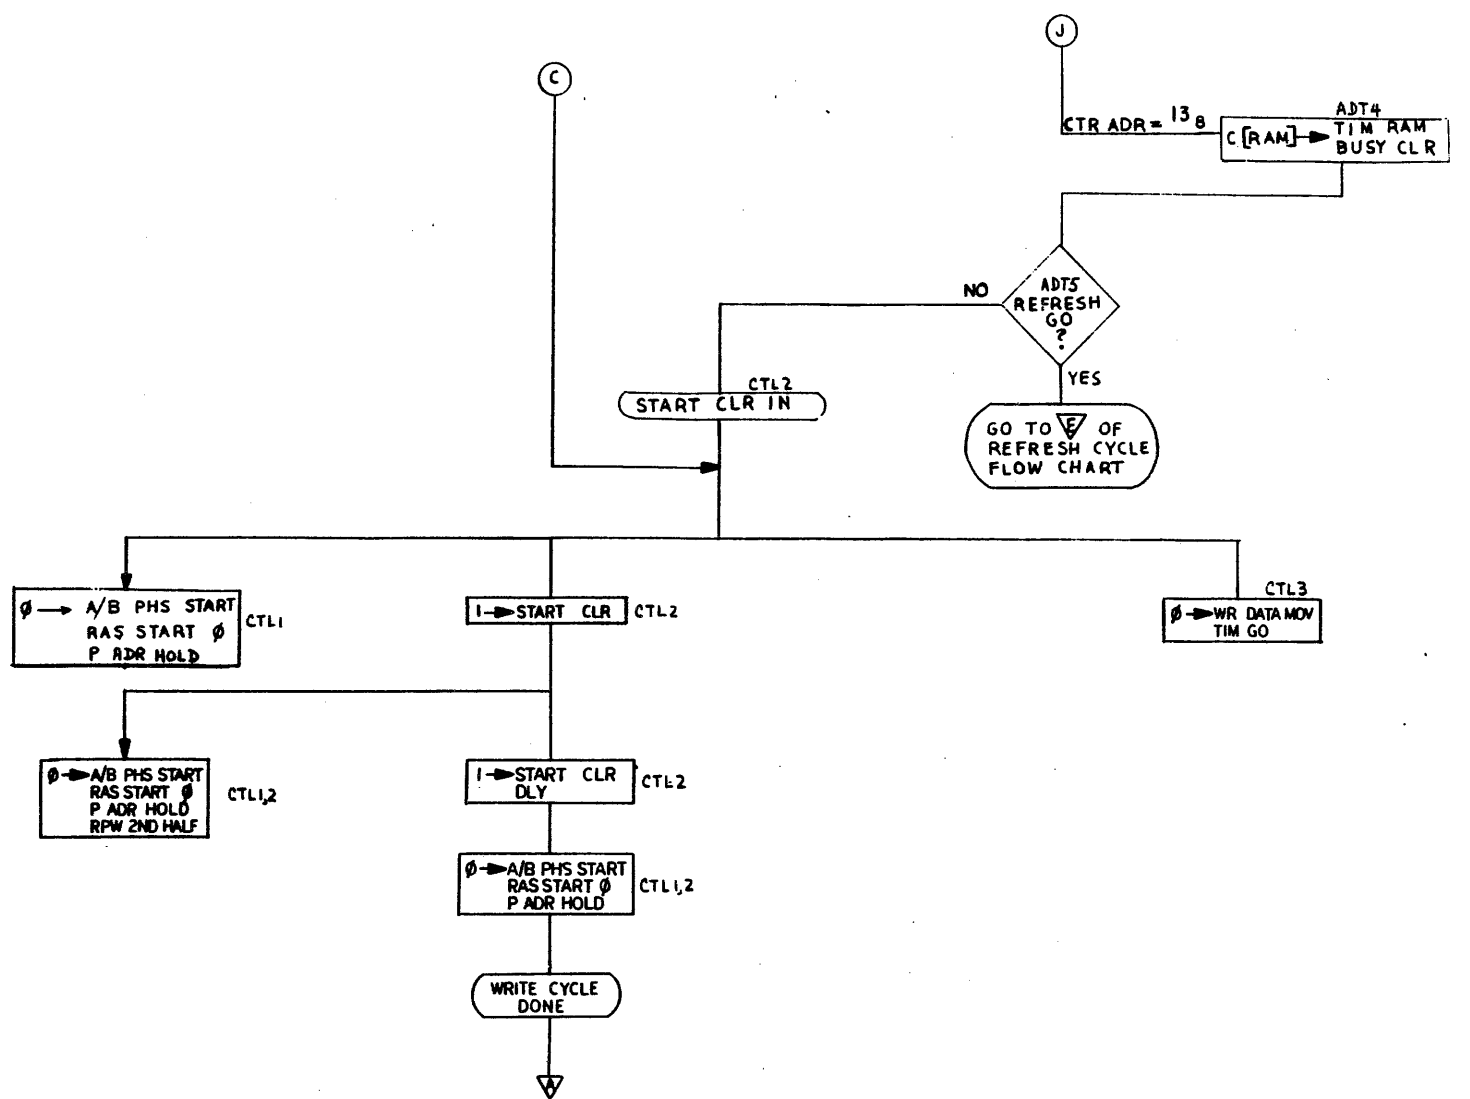 J
C
CTR ADR = 13₈
ADT4
C [RAM] → TIM RAM
BUSY CLR
ADT5
REFRESH
GO
?
NO
YES
CTL2
START CLR IN
GO TO E OF
REFRESH CYCLE
FLOW CHART
Ø → A/B PHS START
RAS START Ø
P ADR HOLD
CTL1
1 → START CLR
CTL2
CTL3
Ø → WR DATA MOV
TIM GO
Ø → A/B PHS START
RAS START Ø
P ADR HOLD
RPW 2ND HALF
CTL1,2
1 → START CLR
DLY
CTL2
Ø → A/B PHS START
RAS START Ø
P ADR HOLD
CTL1,2
WRITE CYCLE
DONE
A